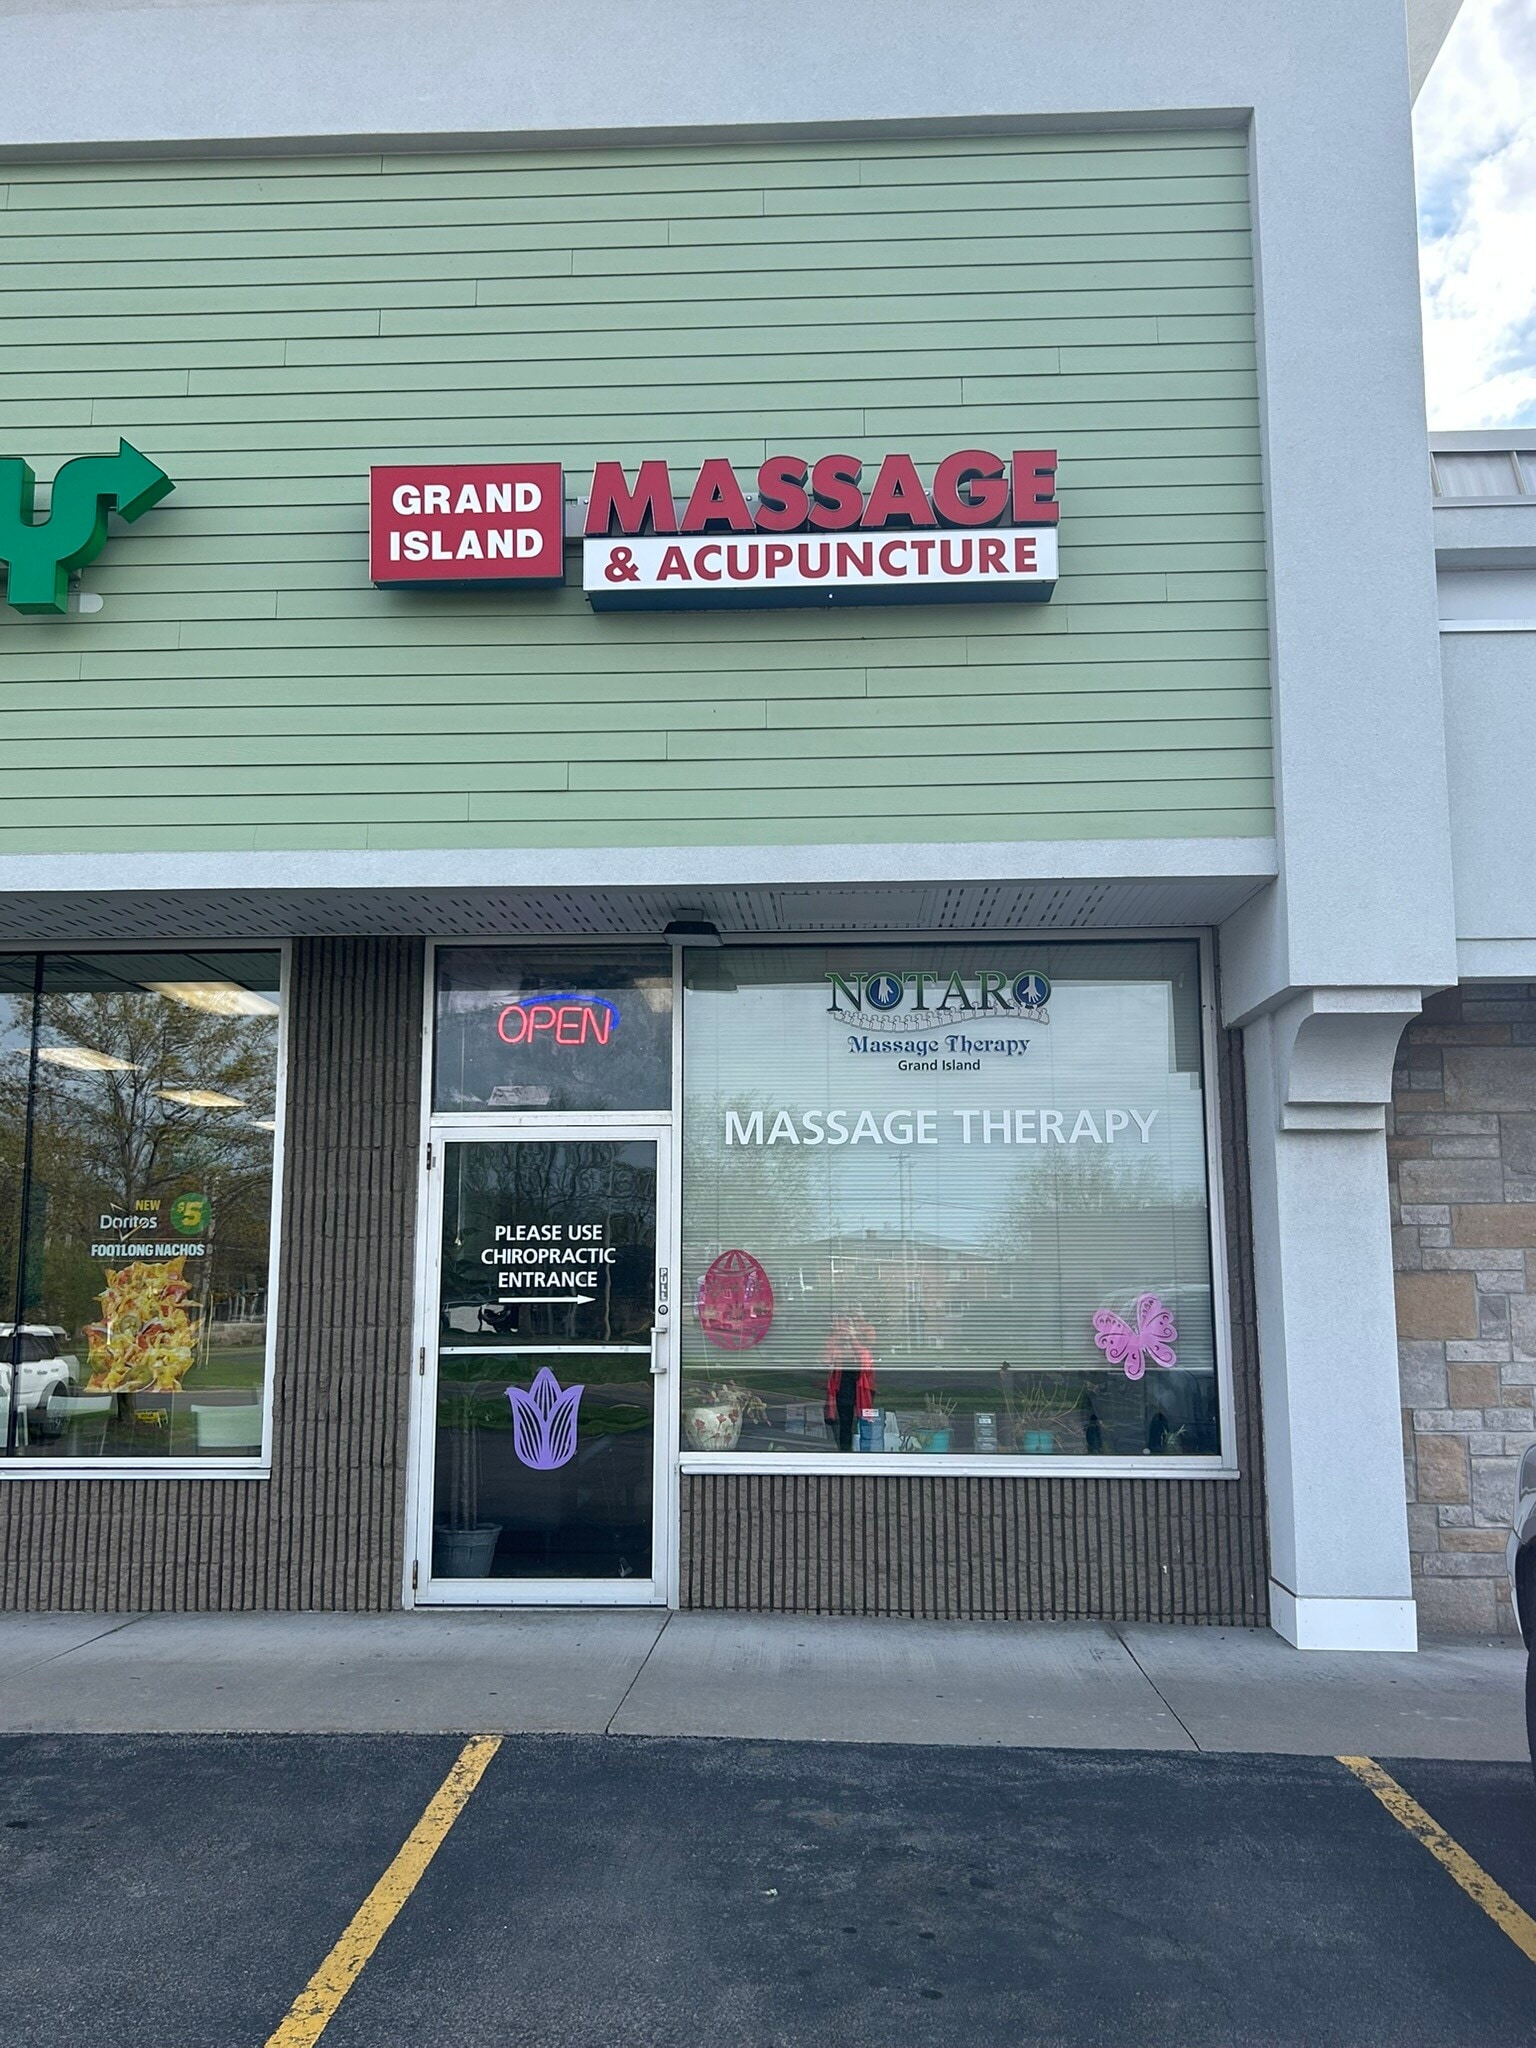 Y
GRAND
ISLAND
MASSAGE
& ACUPUNCTURE
OPEN
NOTARO
Massage Therapy
Grand Island
MASSAGE THERAPY
PLEASE USE
CHIROPRACTIC
ENTRANCE
PULL
NEW
Doritos
$5
FOOTLONG NACHOS